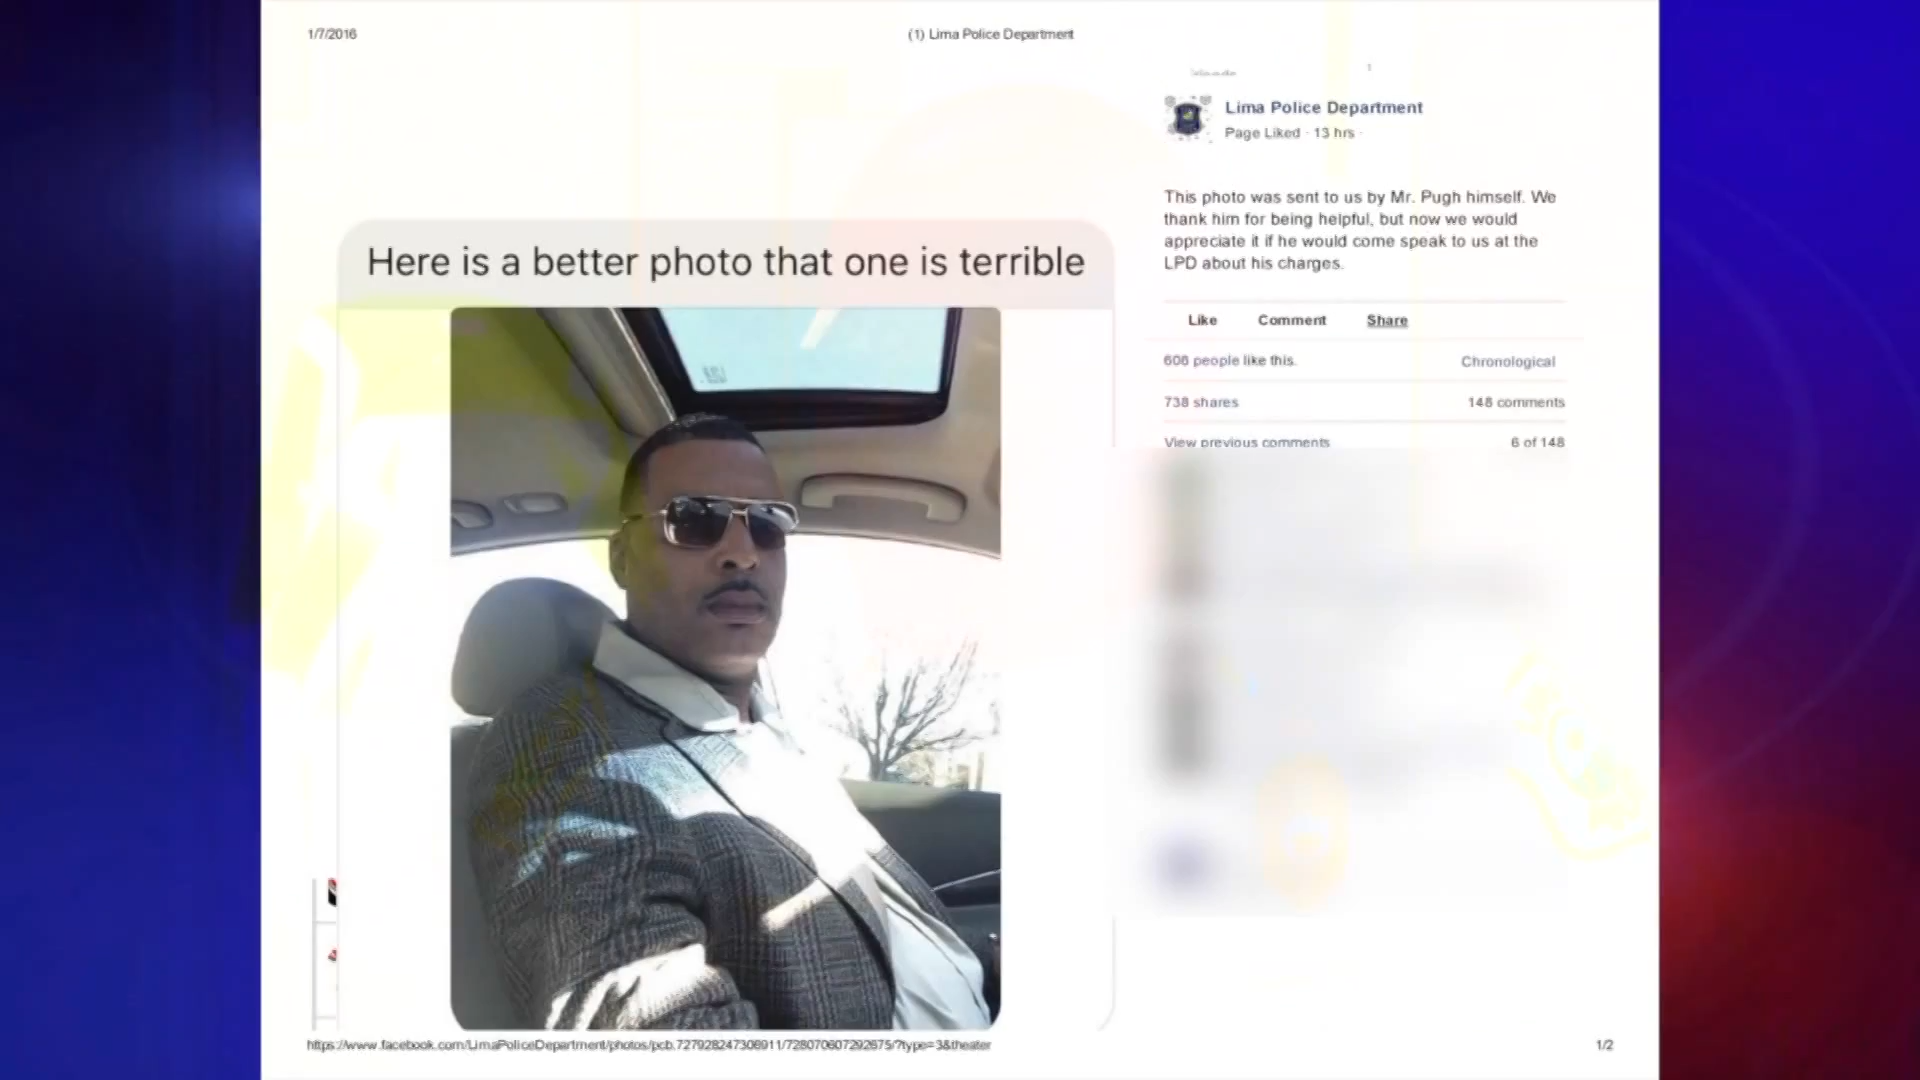 1/7/2016
(1) Lima Police Department
Lima Police Department
Page Liked · 13 hrs ·
This photo was sent to us by Mr. Pugh himself. We
thank him for being helpful, but now we would
appreciate it if he would come speak to us at the
LPD about his charges.
Here is a better photo that one is terrible
Like Comment Share
606 people like this. Chronological
738 shares 148 comments
View previous comments 6 of 148
https://www.facebook.com/LimaPoliceDepartment/photos/pcb.727928247306911/728070607292675/?type=3&theater
1/2